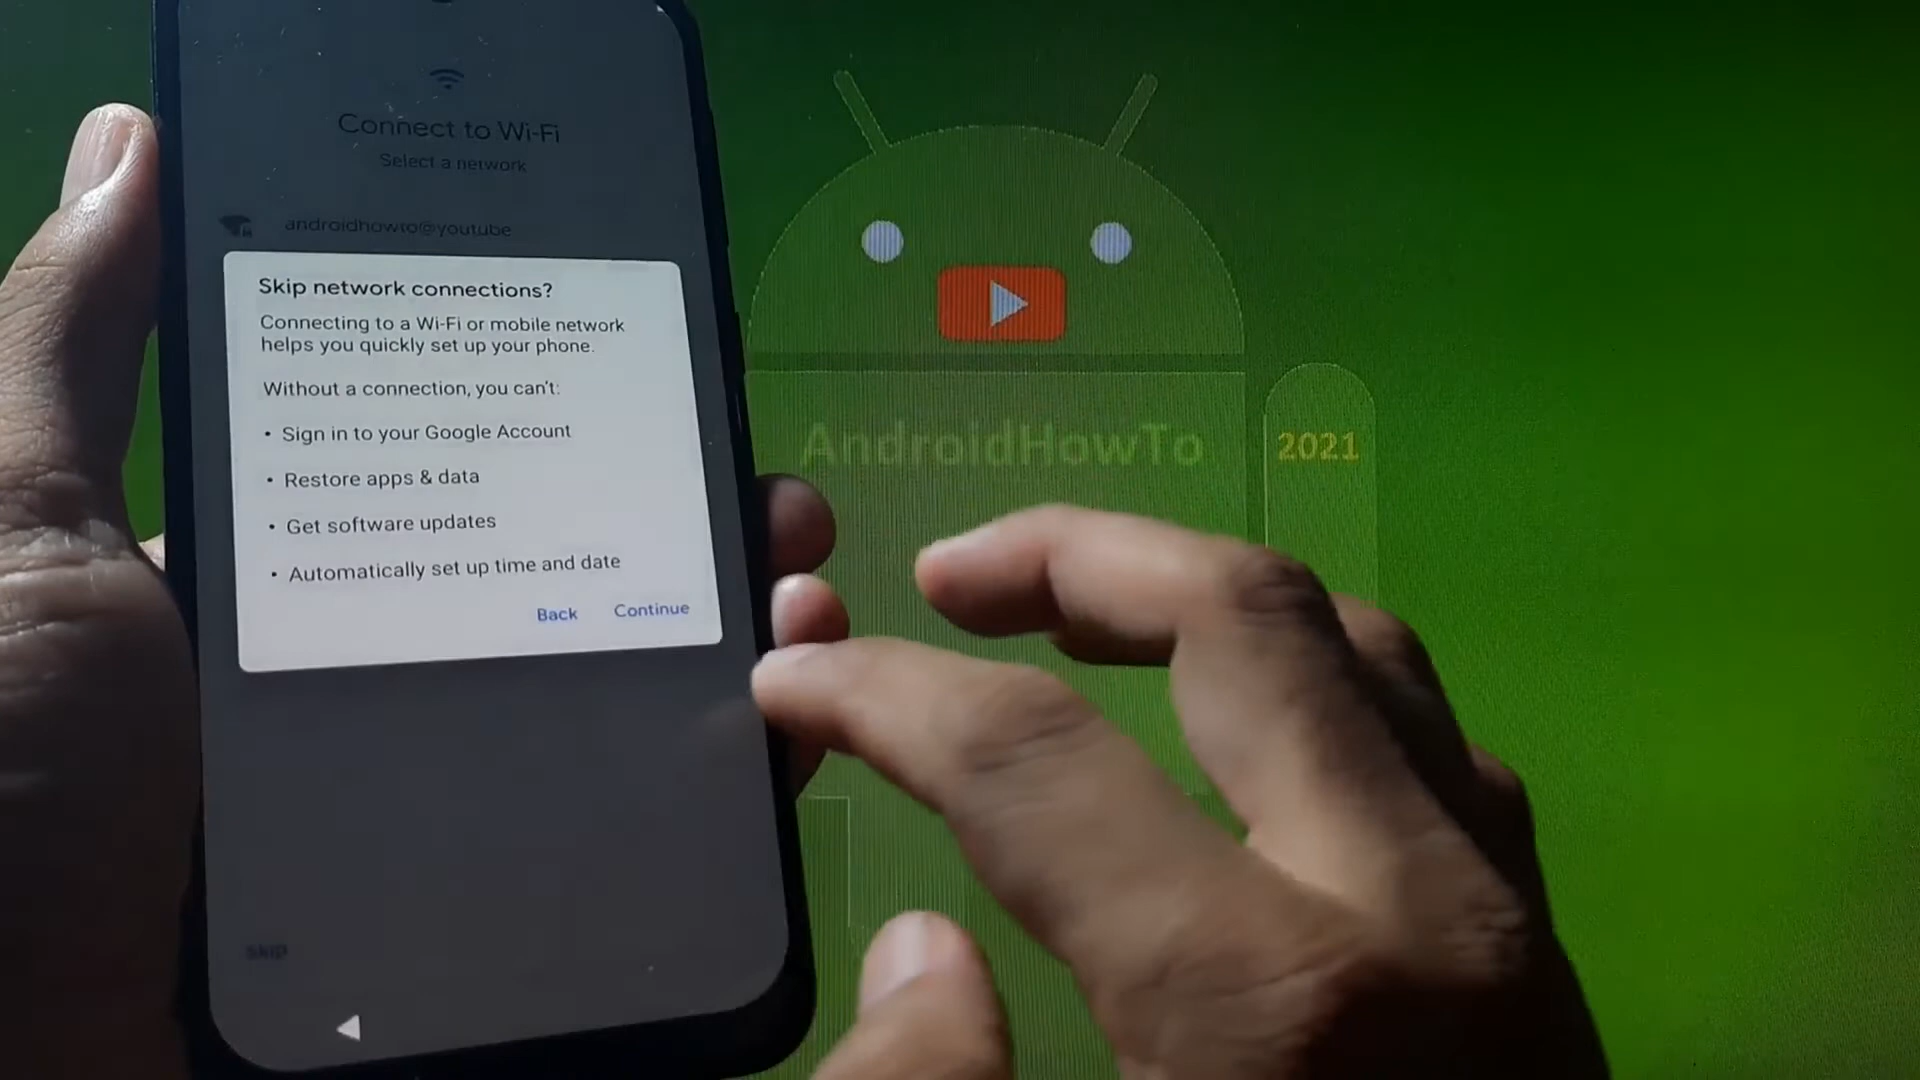 Connect to Wi-Fi
Select a network
androidhowto@youtube
Skip network connections?
Connecting to a Wi-Fi or mobile network
helps you quickly set up your phone.
Without a connection, you can't:
• Sign in to your Google Account
• Restore apps & data
• Get software updates
• Automatically set up time and date
Back Continue
Skip
AndroidHowTo
2021